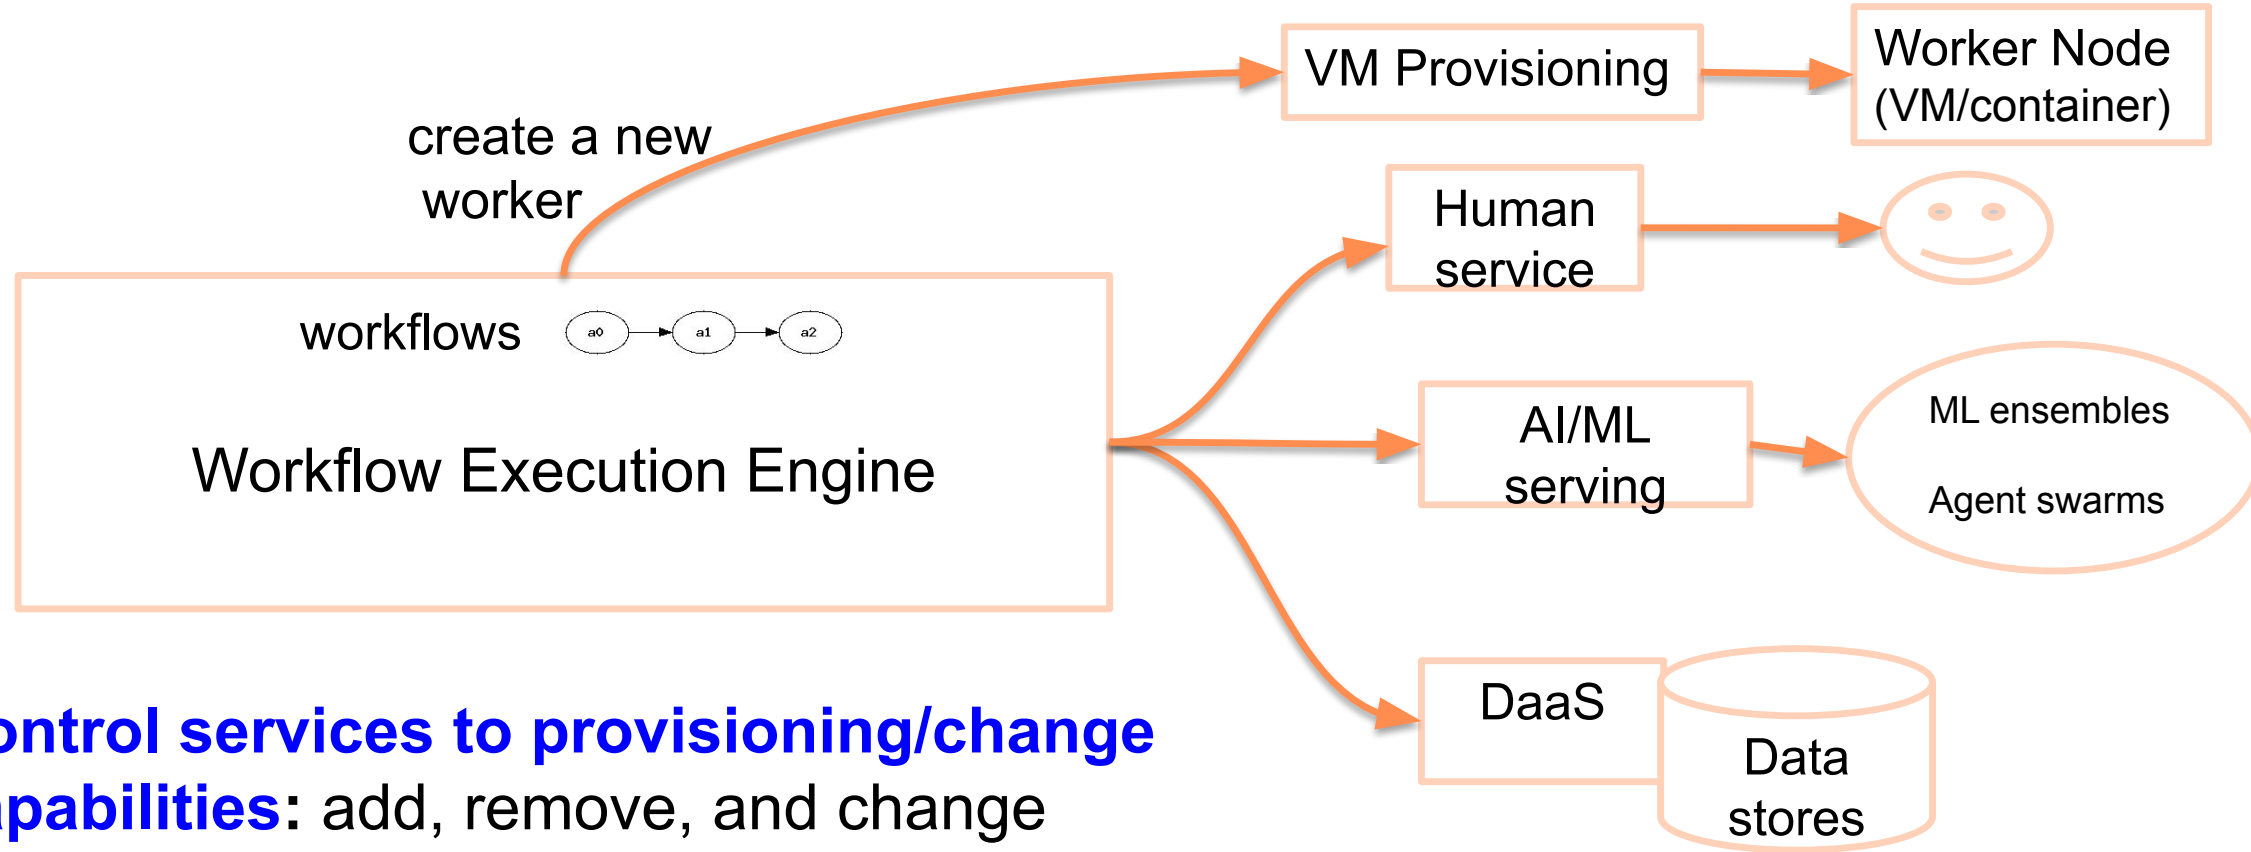 VM Provisioning
Worker Node
(VM/container)
create a new
worker
Human
service
workflows
a0
a1
a2
Workflow Execution Engine
AI/ML
serving
ML ensembles
Agent swarms
DaaS
Data
stores
ontrol services to provisioning/change
apabilities: add, remove, and change